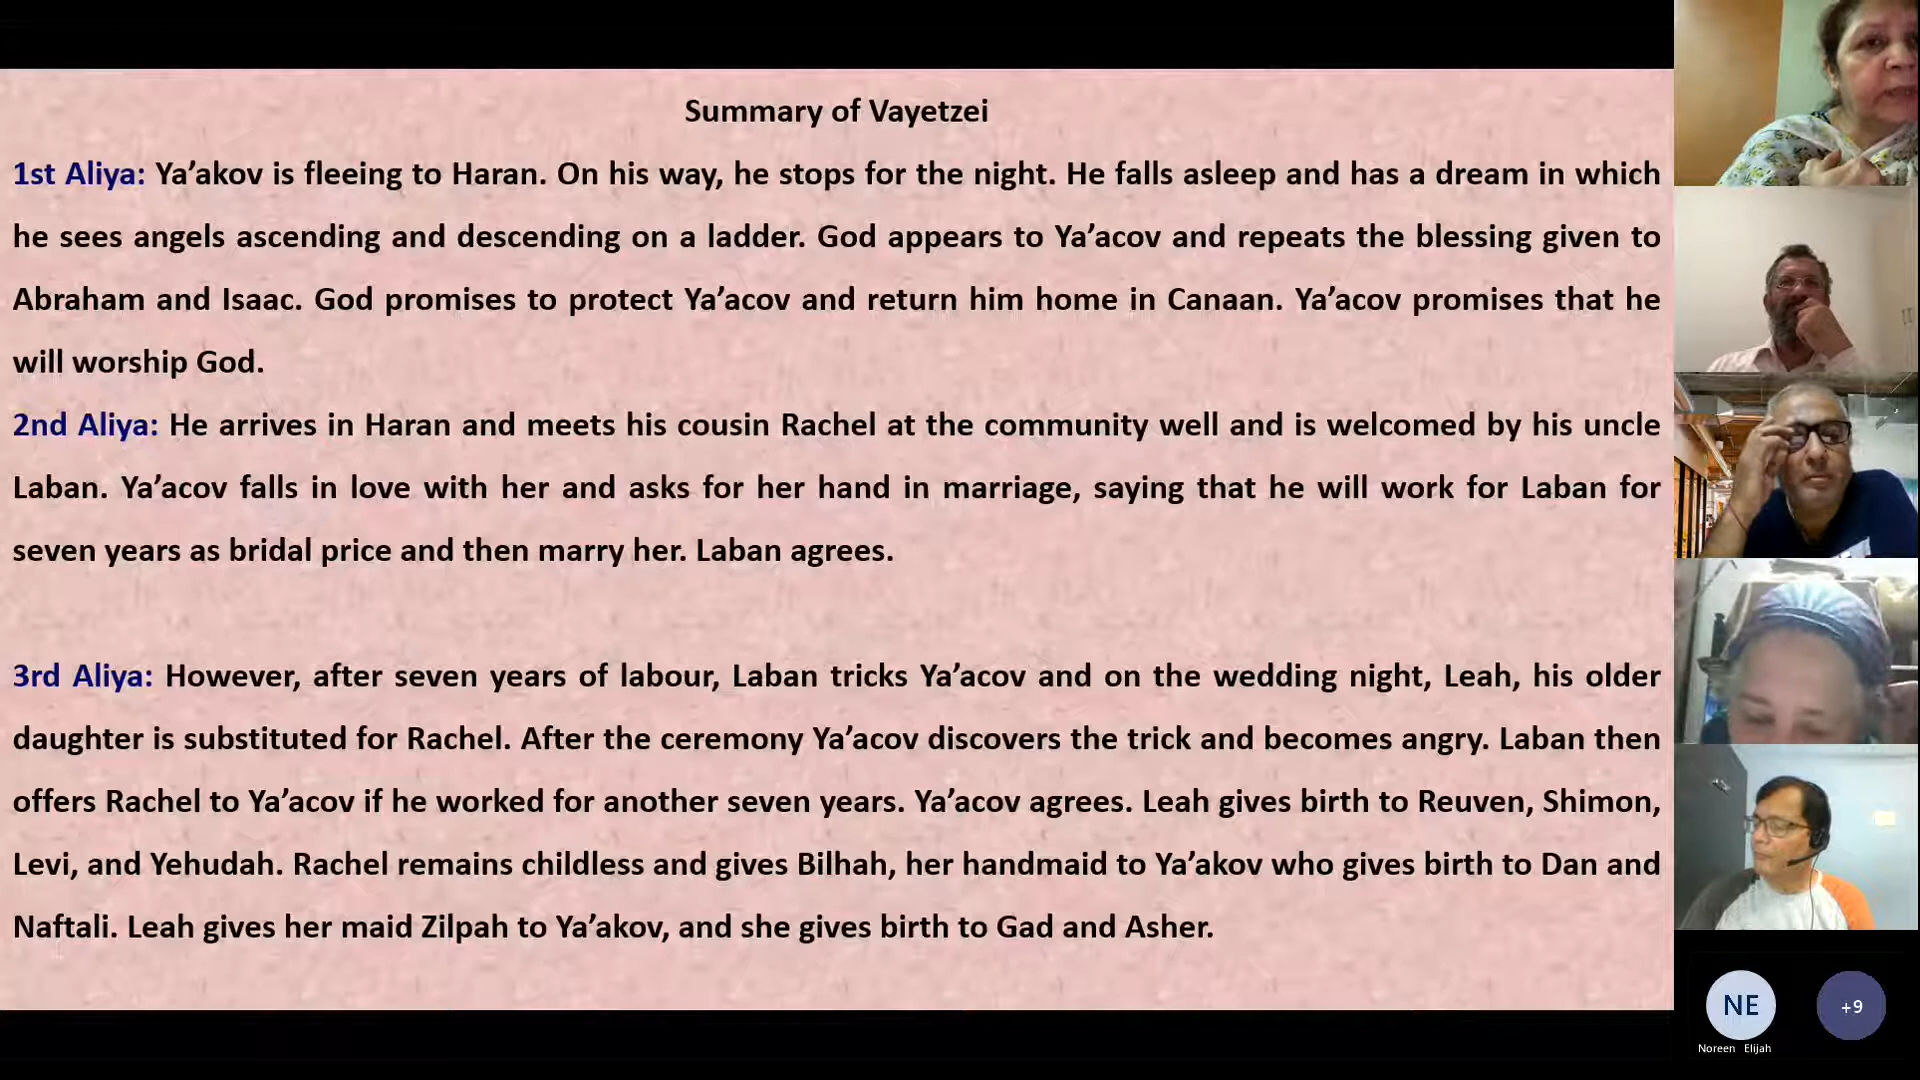 Summary of Vayetzei
1st Aliya: Ya’akov is fleeing to Haran. On his way, he stops for the night. He falls asleep and has a dream in which
he sees angels ascending and descending on a ladder. God appears to Ya’acov and repeats the blessing given to
Abraham and Isaac. God promises to protect Ya’acov and return him home in Canaan. Ya’acov promises that he
will worship God.
2nd Aliya: He arrives in Haran and meets his cousin Rachel at the community well and is welcomed by his uncle
Laban. Ya’acov falls in love with her and asks for her hand in marriage, saying that he will work for Laban for
seven years as bridal price and then marry her. Laban agrees.
3rd Aliya: However, after seven years of labour, Laban tricks Ya’acov and on the wedding night, Leah, his older
daughter is substituted for Rachel. After the ceremony Ya’acov discovers the trick and becomes angry. Laban then
offers Rachel to Ya’acov if he worked for another seven years. Ya’acov agrees. Leah gives birth to Reuven, Shimon,
Levi, and Yehudah. Rachel remains childless and gives Bilhah, her handmaid to Ya’akov who gives birth to Dan and
Naftali. Leah gives her maid Zilpah to Ya’akov, and she gives birth to Gad and Asher.
NE
+9
Noreen Elijah